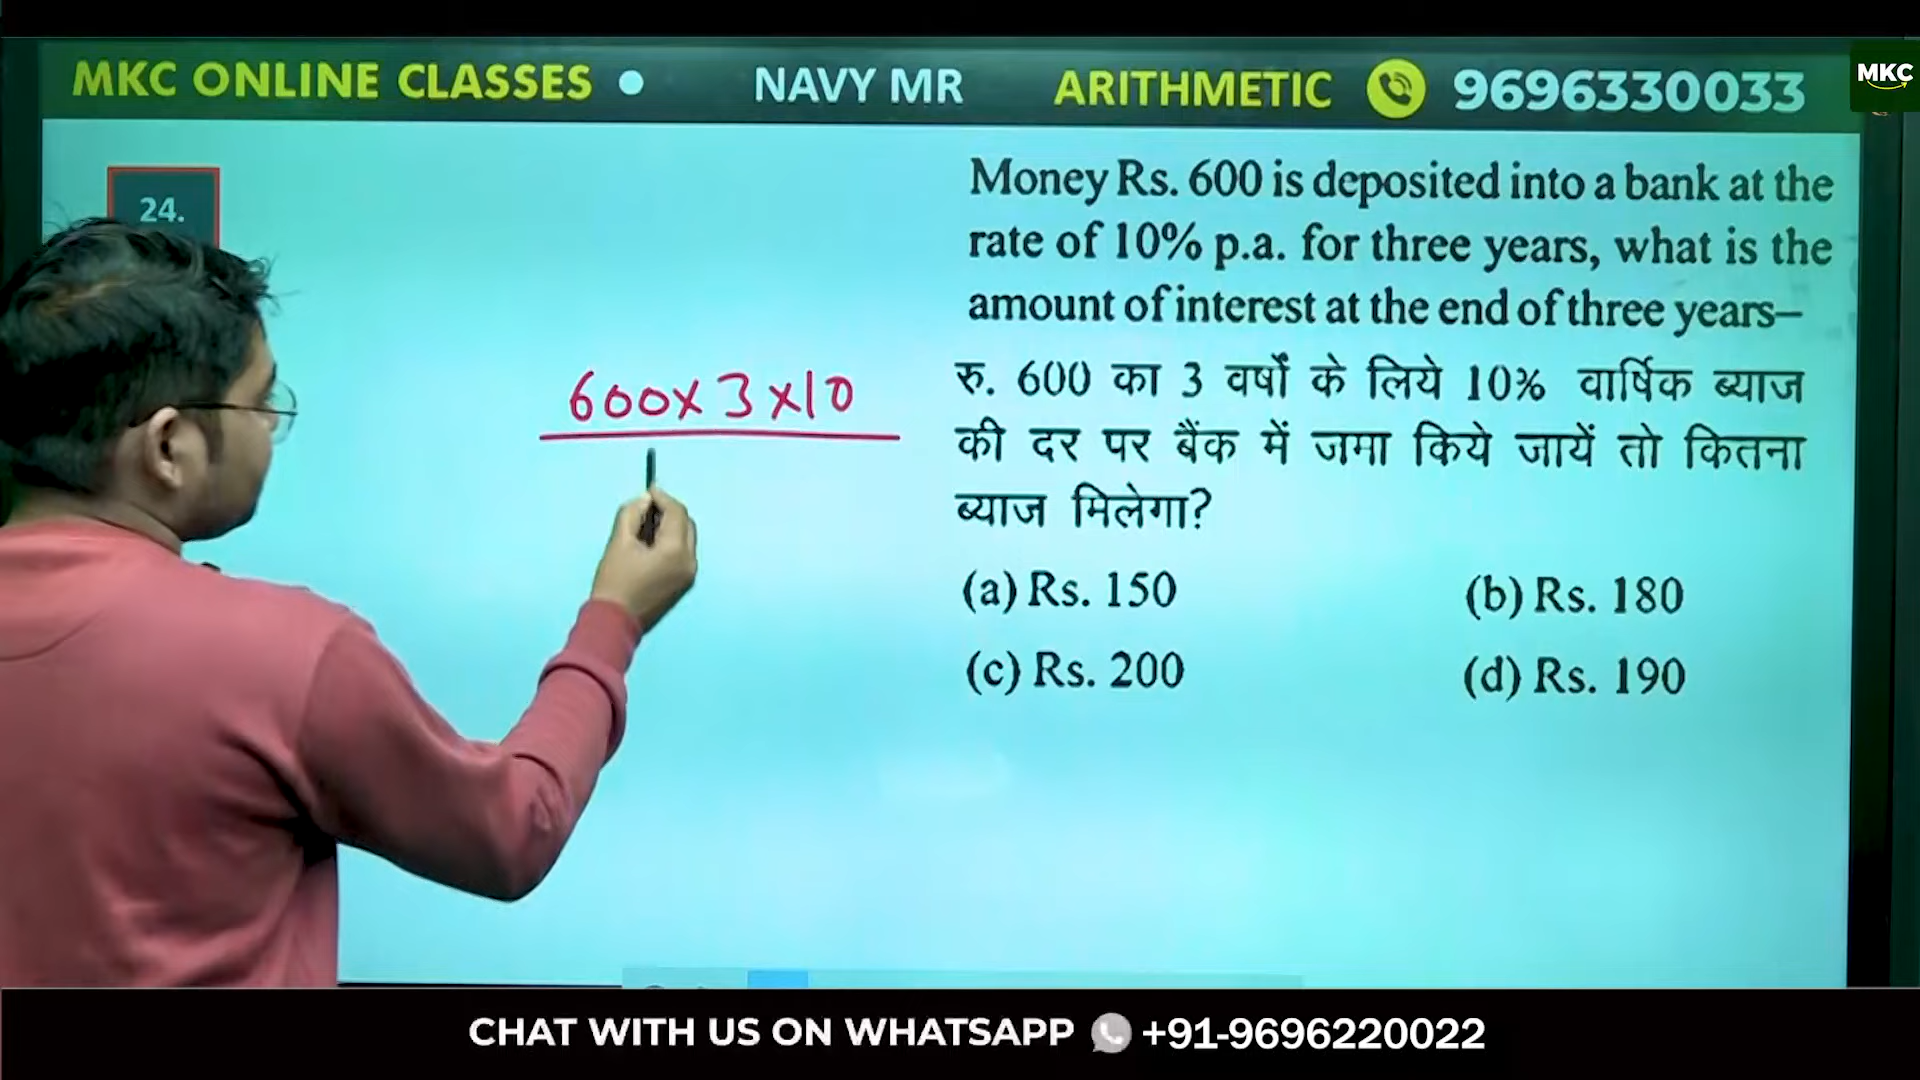 MKC ONLINE CLASSES • NAVY MR ARITHMETIC 9696330033
MKC
24.
Money Rs. 600 is deposited into a bank at the
rate of 10% p.a. for three years, what is the
amount of interest at the end of three years–
रु. 600 का 3 वर्षों के लिये 10% वार्षिक ब्याज
की दर पर बैंक में जमा किये जायें तो कितना
ब्याज मिलेगा?
(a) Rs. 150 (b) Rs. 180
(c) Rs. 200 (d) Rs. 190
600x 3 x10
CHAT WITH US ON WHATSAPP +91-9696220022